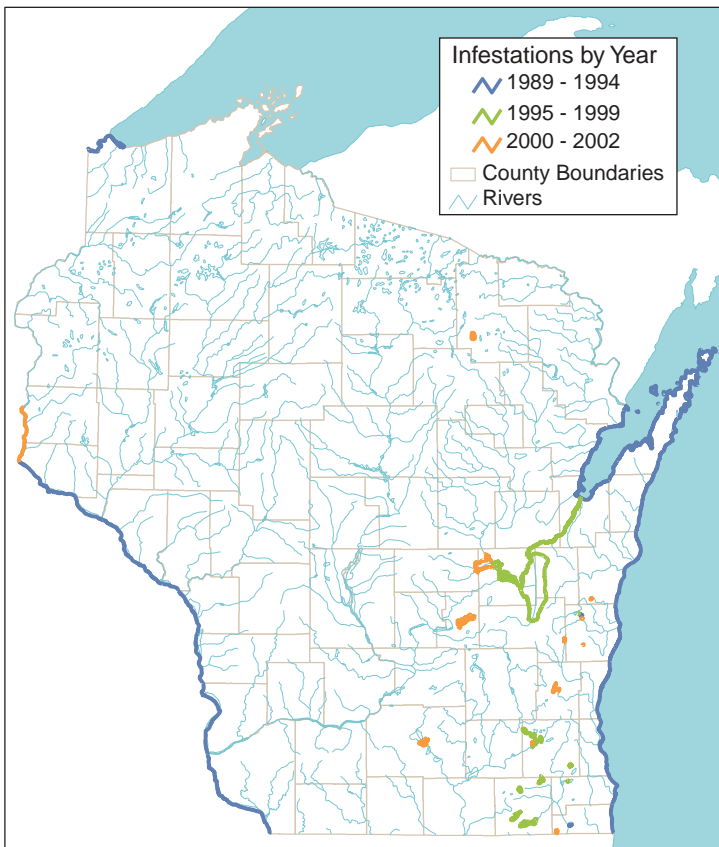 Infestations by Year
1989 - 1994
1995 - 1999
2000 - 2002
County Boundaries
Rivers